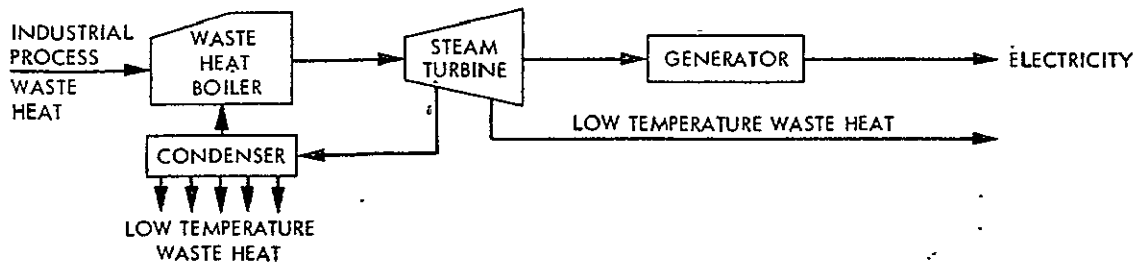 INDUSTRIAL
PROCESS
WASTE
HEAT
WASTE
HEAT
BOILER
STEAM
TURBINE
GENERATOR
ELECTRICITY
LOW TEMPERATURE WASTE HEAT
CONDENSER
LOW TEMPERATURE
WASTE HEAT